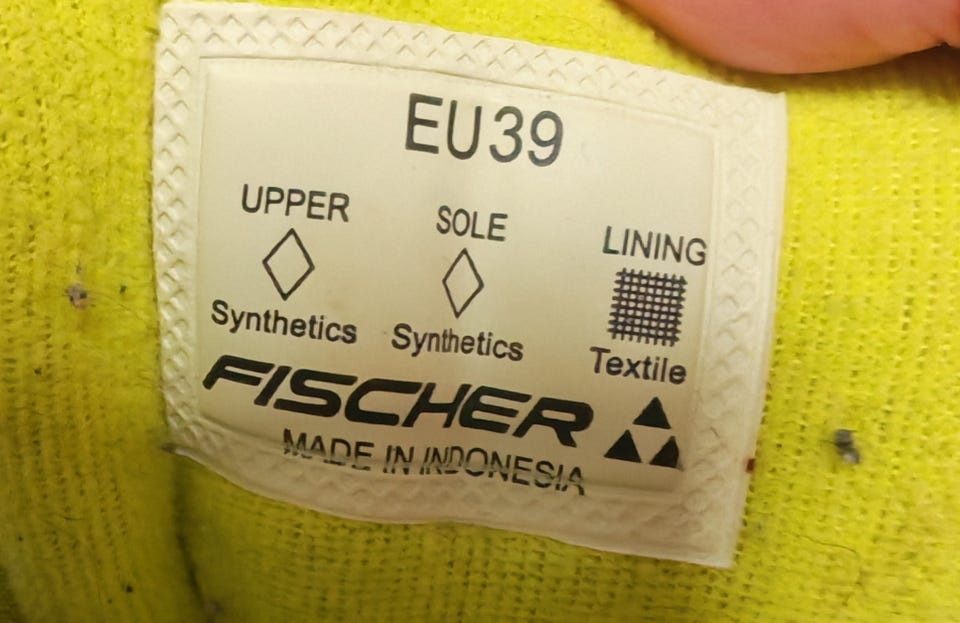 EU39
UPPER SOLE LINING
Synthetics Synthetics Textile
FISCHER
MADE IN INDONESIA